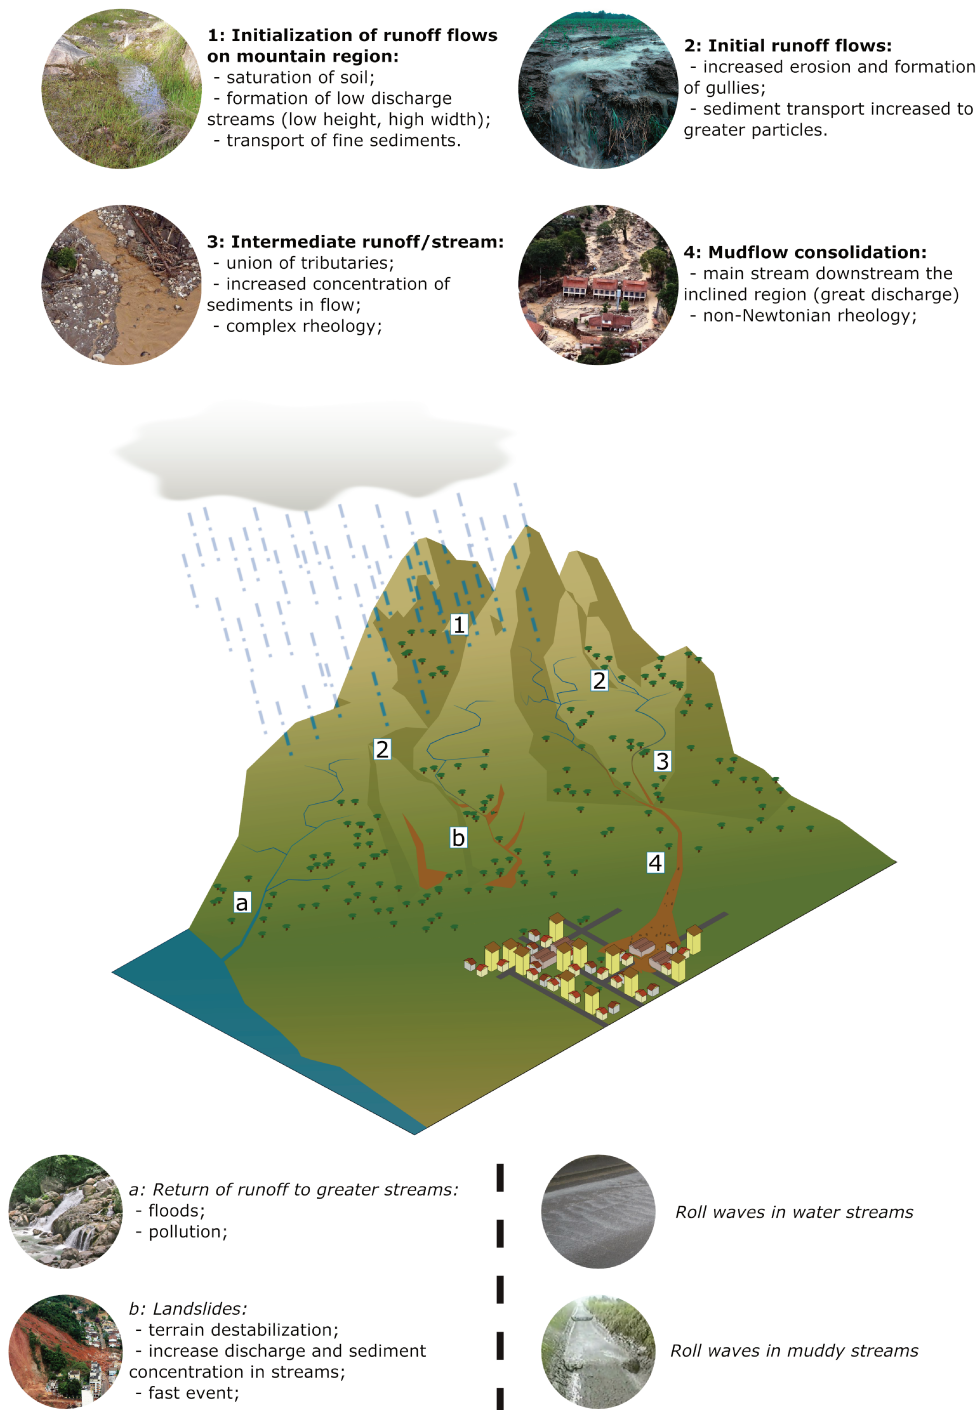 1: Initialization of runoff flows
on mountain region:
- saturation of soil;
- formation of low discharge
streams (low height, high width);
- transport of fine sediments.
2: Initial runoff flows:
- increased erosion and formation
of gullies;
- sediment transport increased to
greater particles.
3: Intermediate runoff/stream:
- union of tributaries;
- increased concentration of
sediments in flow;
- complex rheology;
4: Mudflow consolidation:
- main stream downstream the
inclined region (great discharge)
- non-Newtonian rheology;
1
2
2
3
b
4
a
a: Return of runoff to greater streams:
- floods;
- pollution;
Roll waves in water streams
b: Landslides:
- terrain destabilization;
- increase discharge and sediment
concentration in streams;
- fast event;
Roll waves in muddy streams